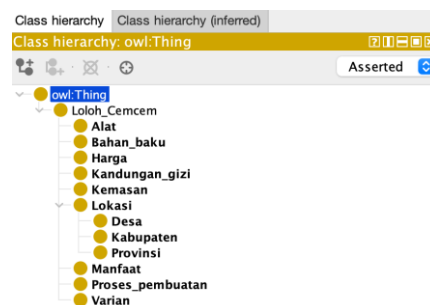 Class hierarchy Class hierarchy (inferred)
Class hierarchy: owl:Thing
Asserted
owl:Thing
Loloh_Cemcem
Alat
Bahan_baku
Harga
Kandungan_gizi
Kemasan
Lokasi
Desa
Kabupaten
Provinsi
Manfaat
Proses_pembuatan
Varian